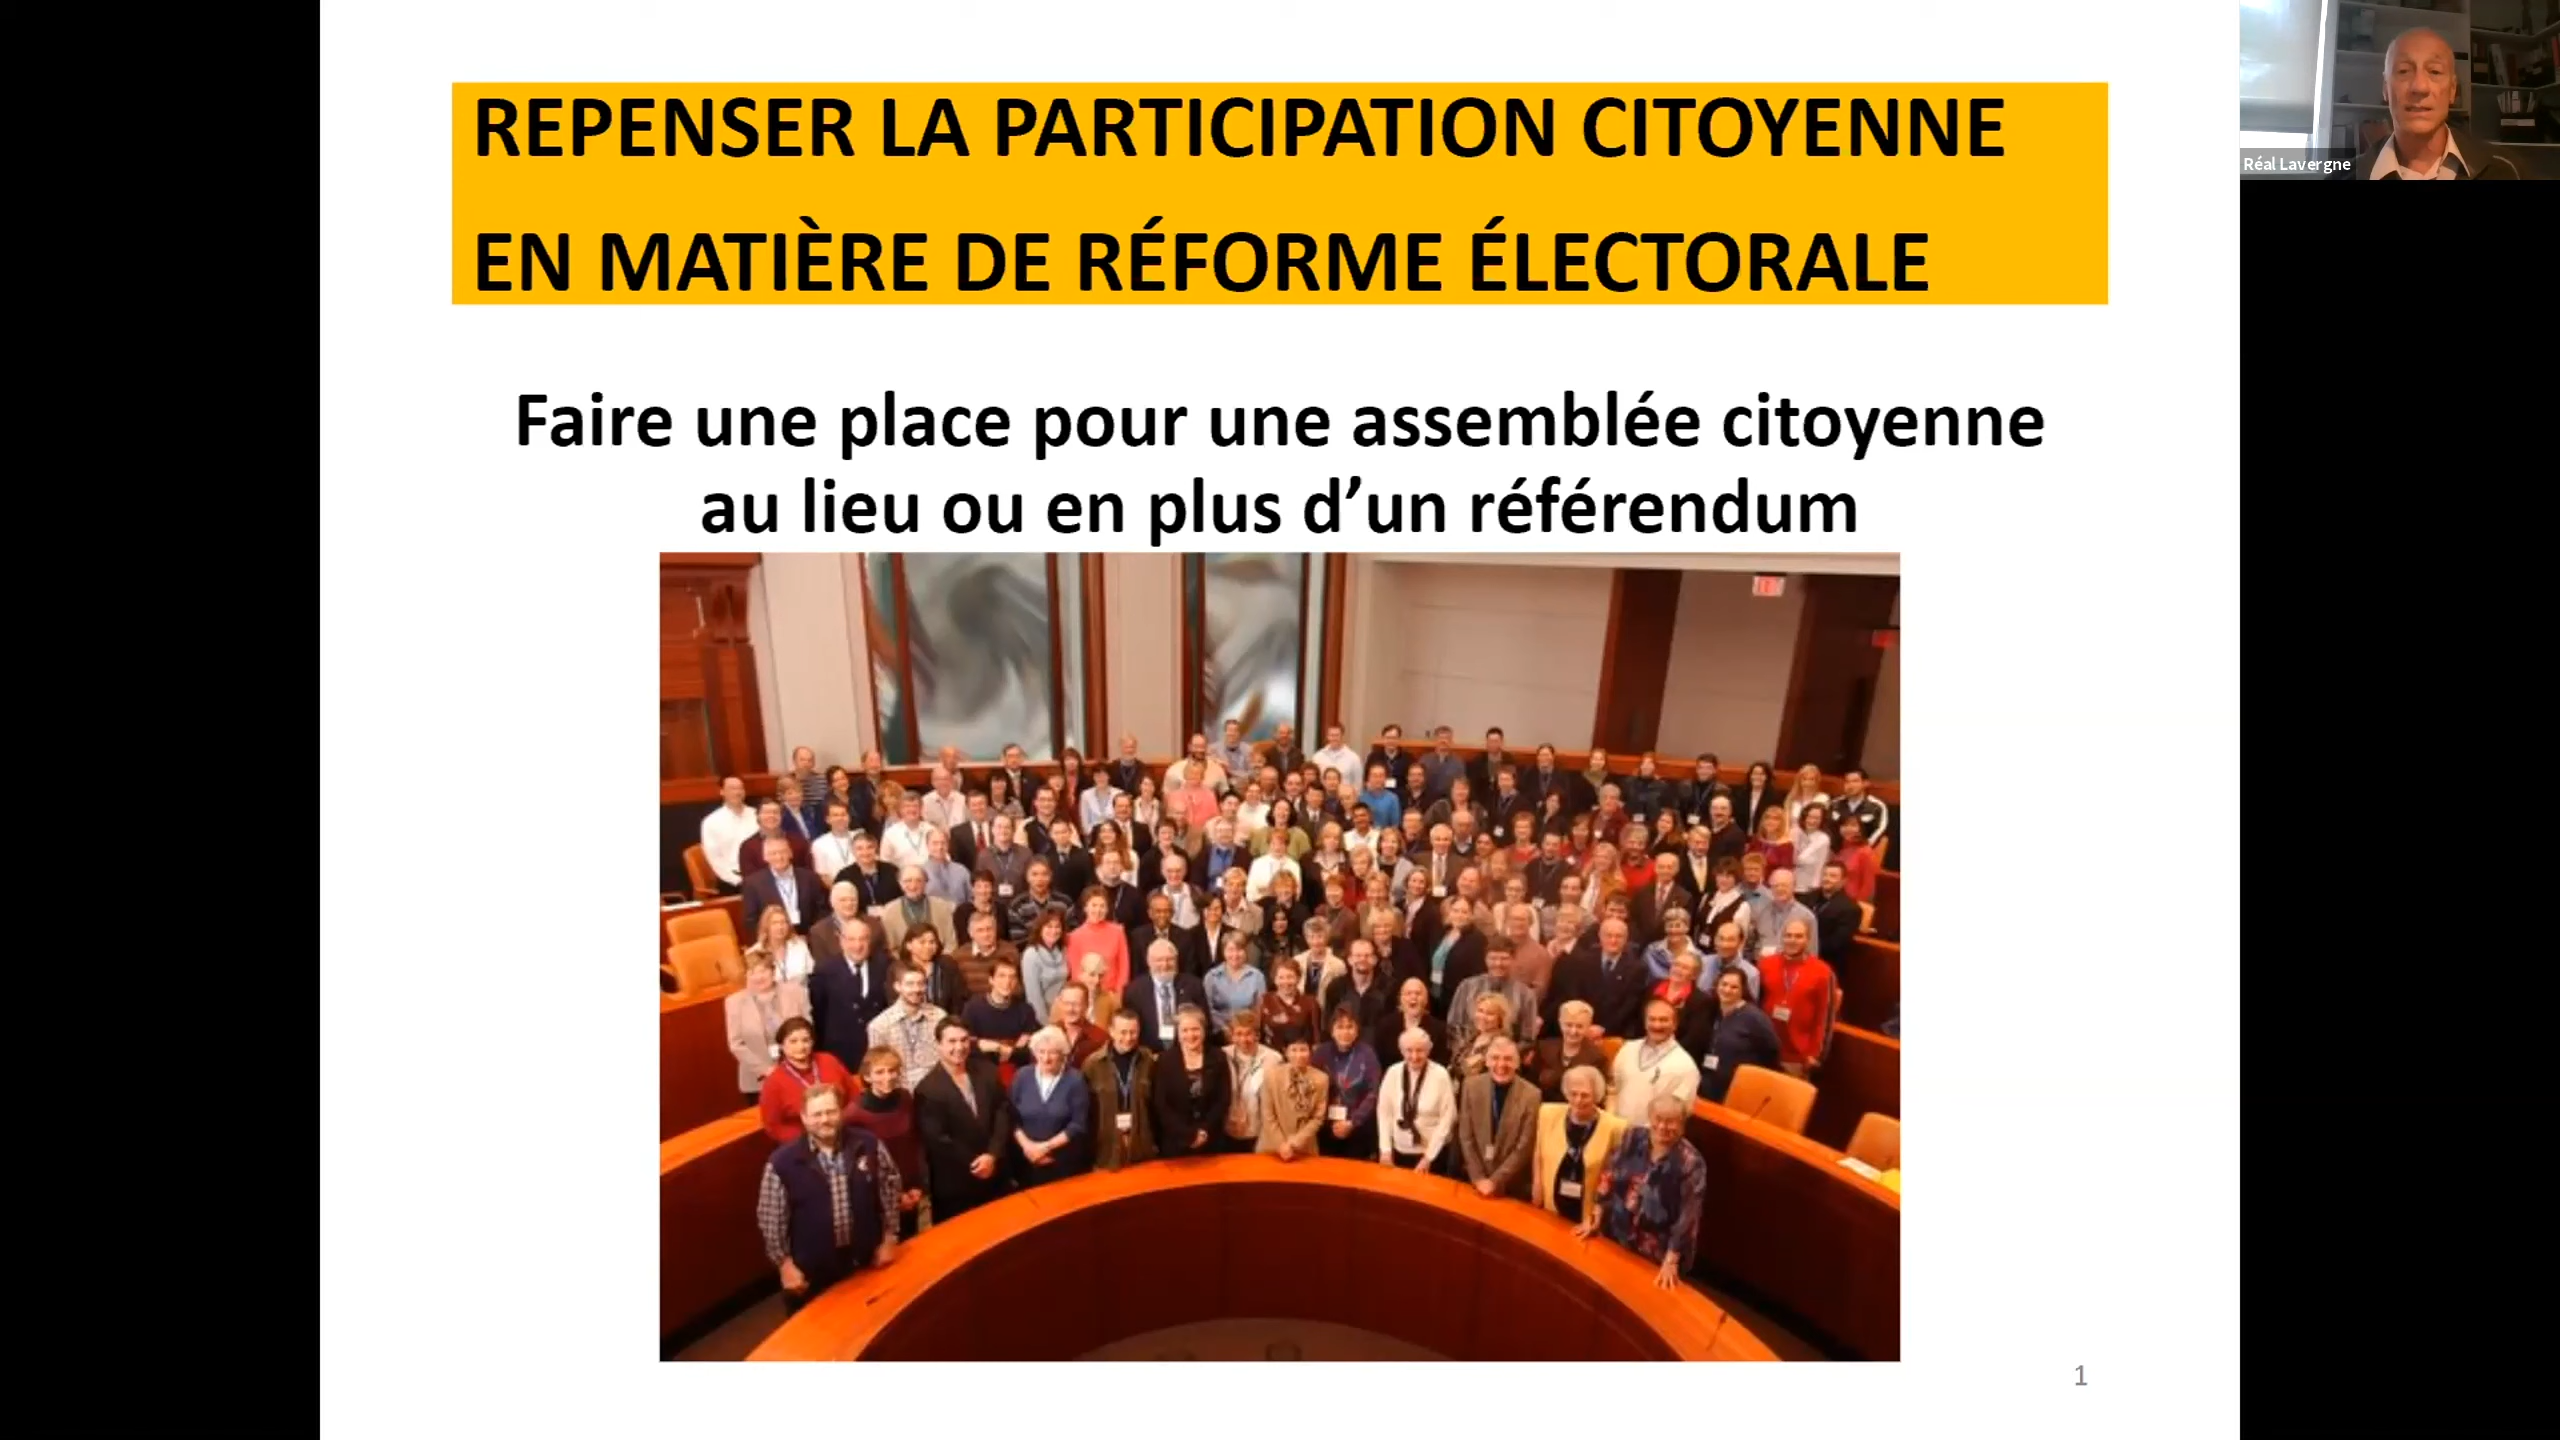 REPENSER LA PARTICIPATION CITOYENNE
EN MATIÈRE DE RÉFORME ÉLECTORALE
Faire une place pour une assemblée citoyenne
au lieu ou en plus d’un référendum
Réal Lavergne
1